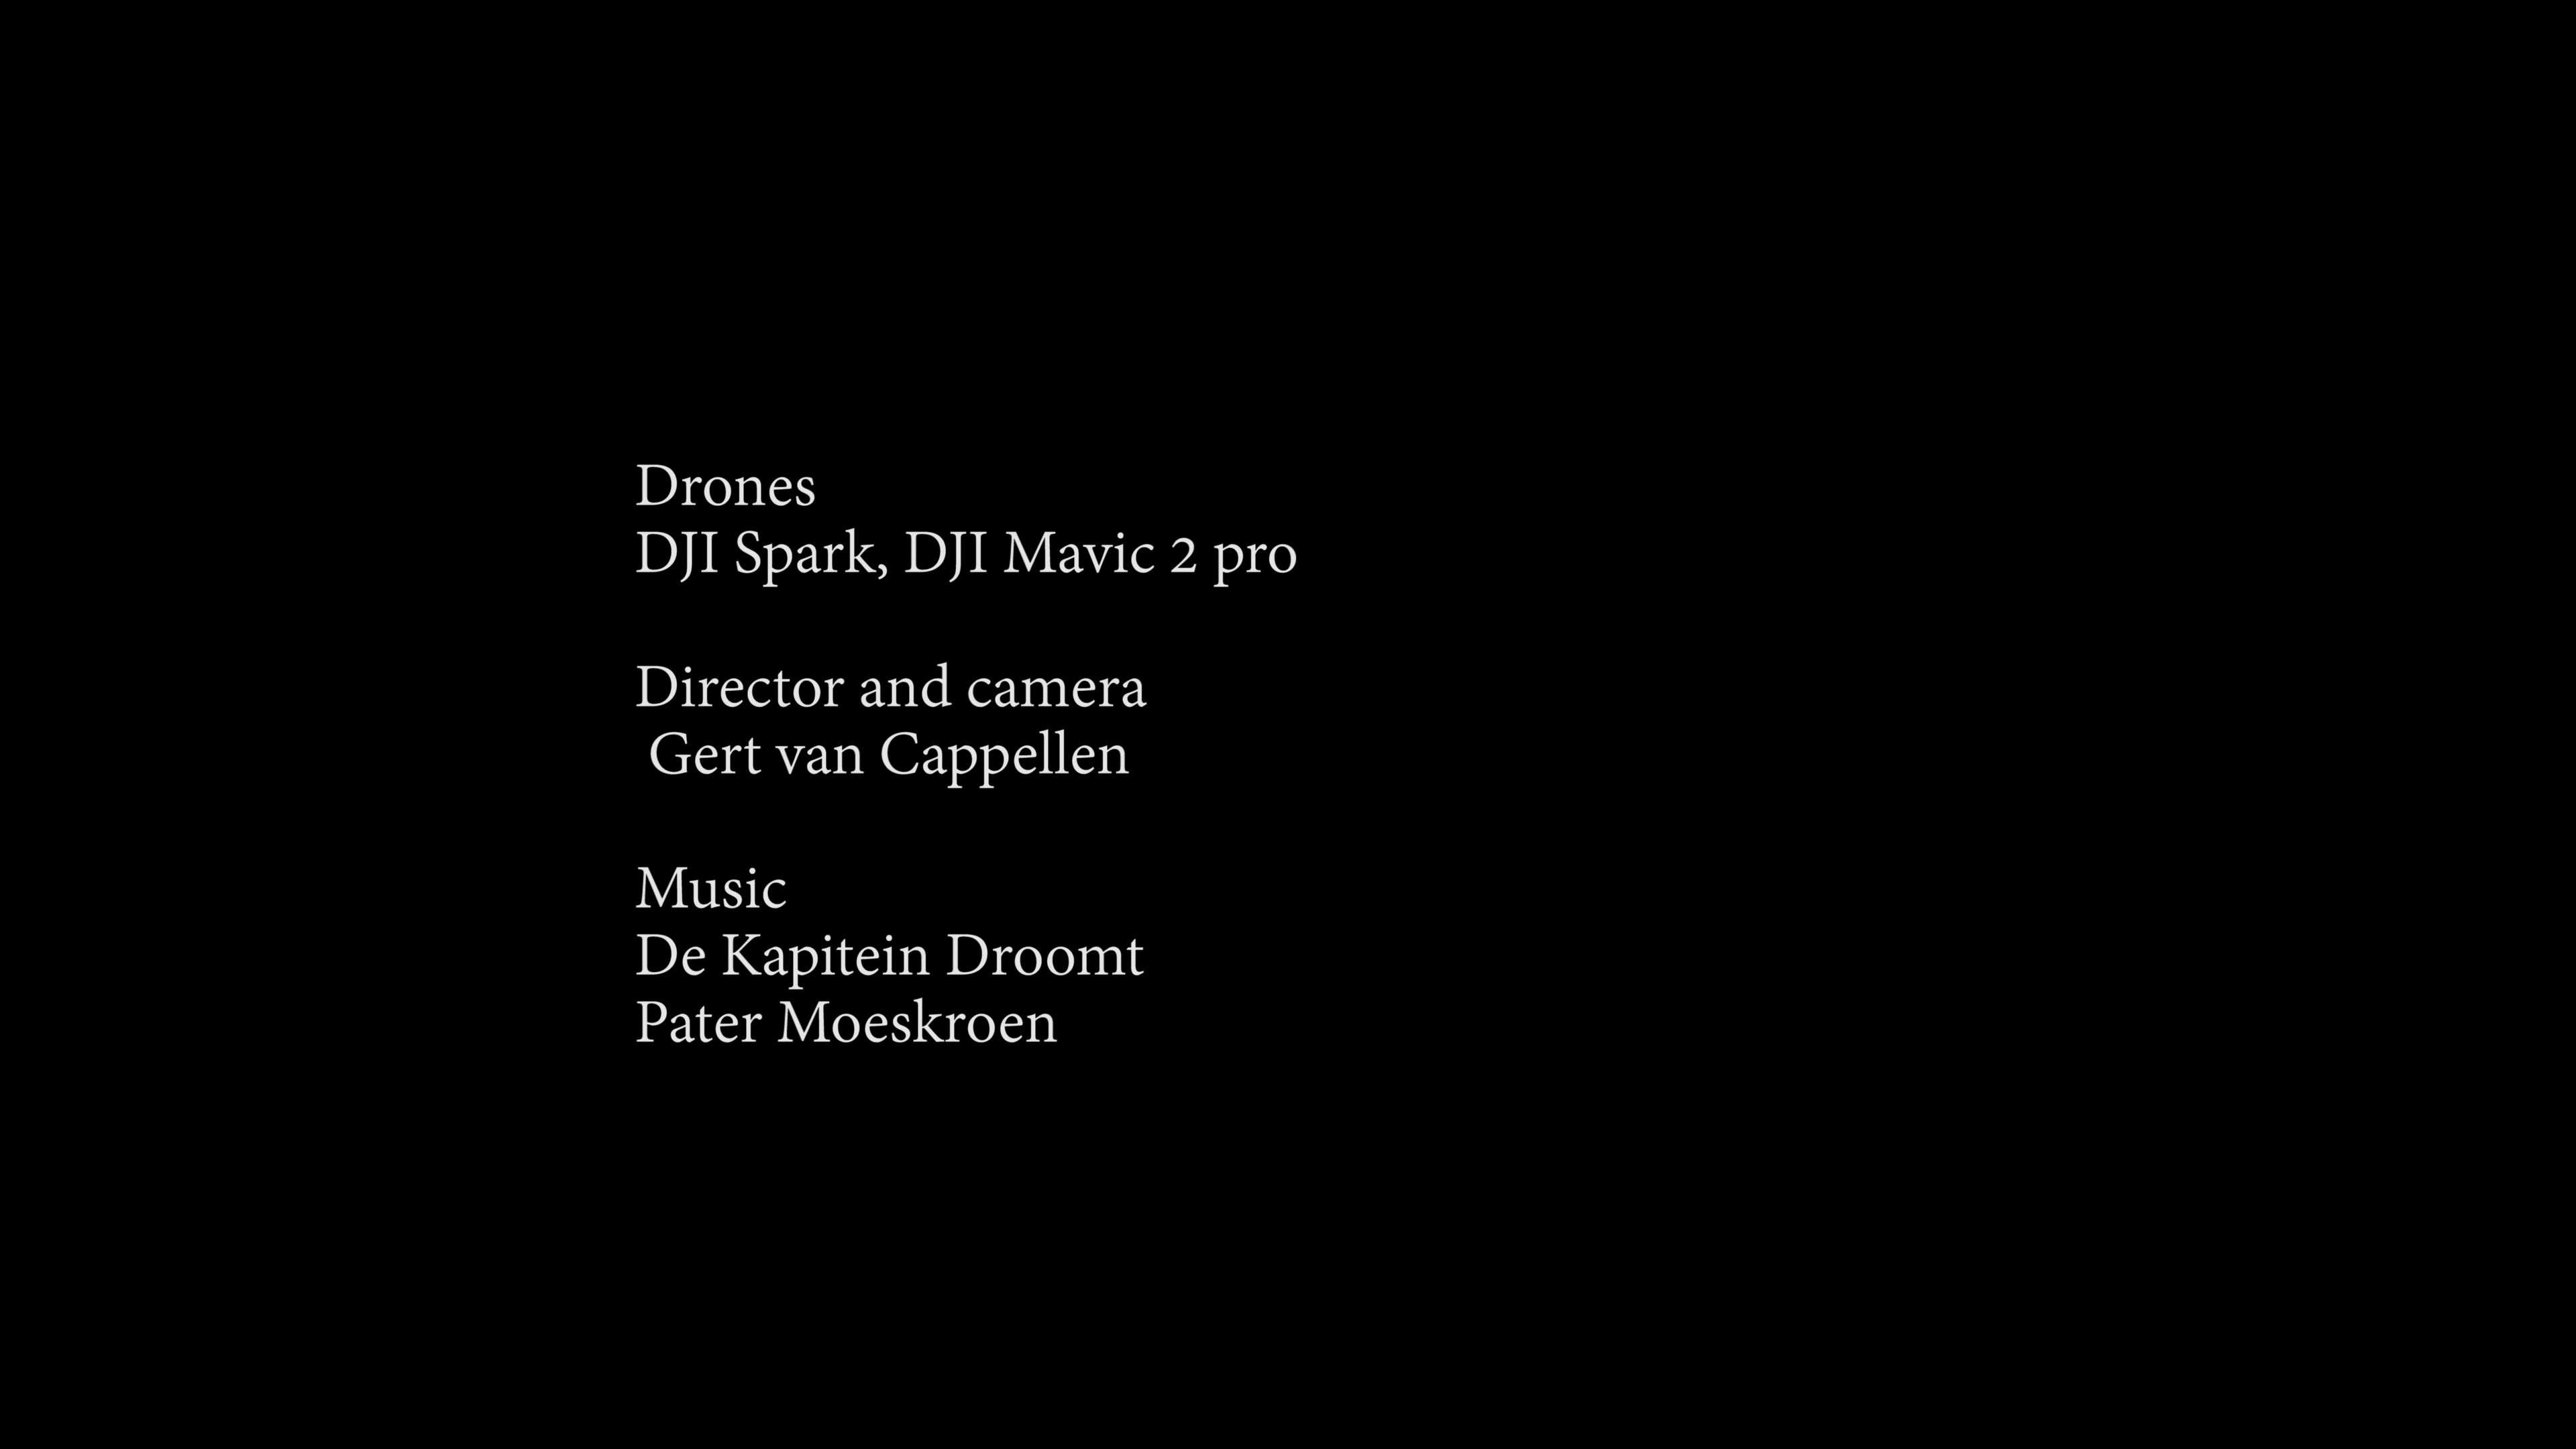 Drones
DJI Spark, DJI Mavic 2 pro
Director and camera
Gert van Cappellen
Music
De Kapitein Droomt
Pater Moeskroen